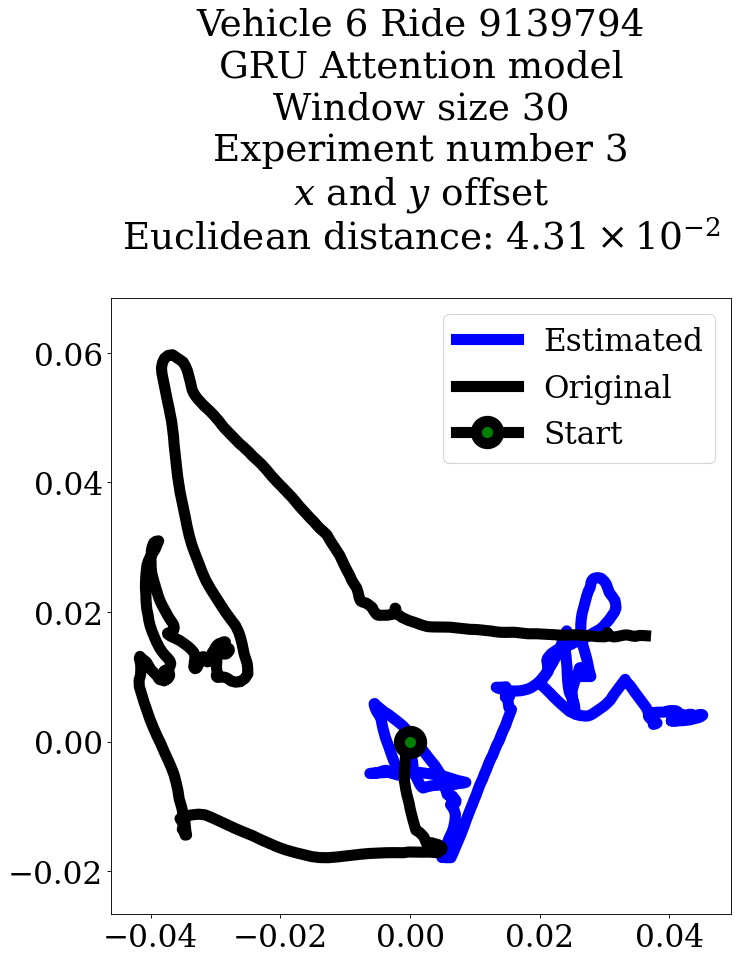 Vehicle 6 Ride 9139794
GRU Attention model
Window size 30
Experiment number 3
x and y offset
Euclidean distance: 4.31 × 10⁻²
Estimated
Original
Start
0.06
0.04
0.02
0.00
−0.02
−0.04 −0.02 0.00 0.02 0.04